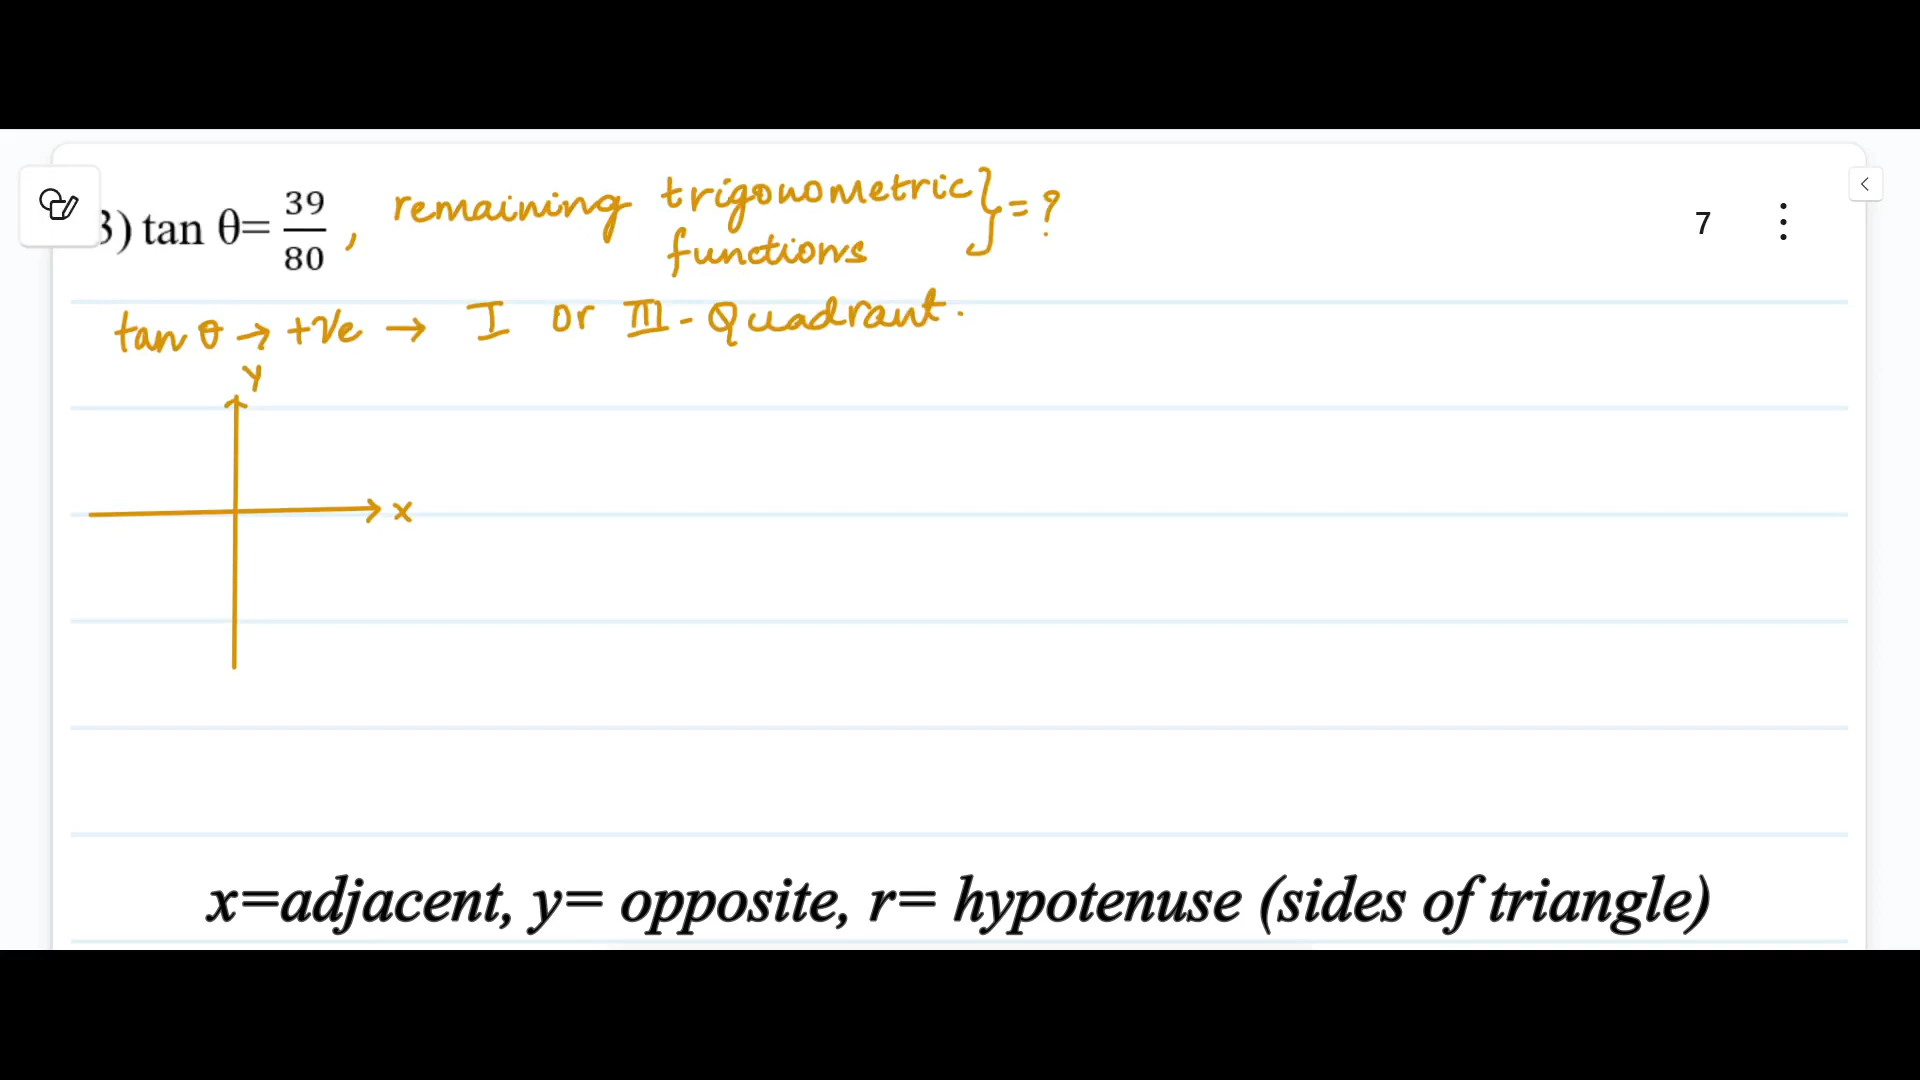 3) tan θ= 39/80 , remaining trigonometric functions } = ?
7
tan θ → +ve → I or III - Quadrant.
Y
X
x=adjacent, y= opposite, r= hypotenuse (sides of triangle)